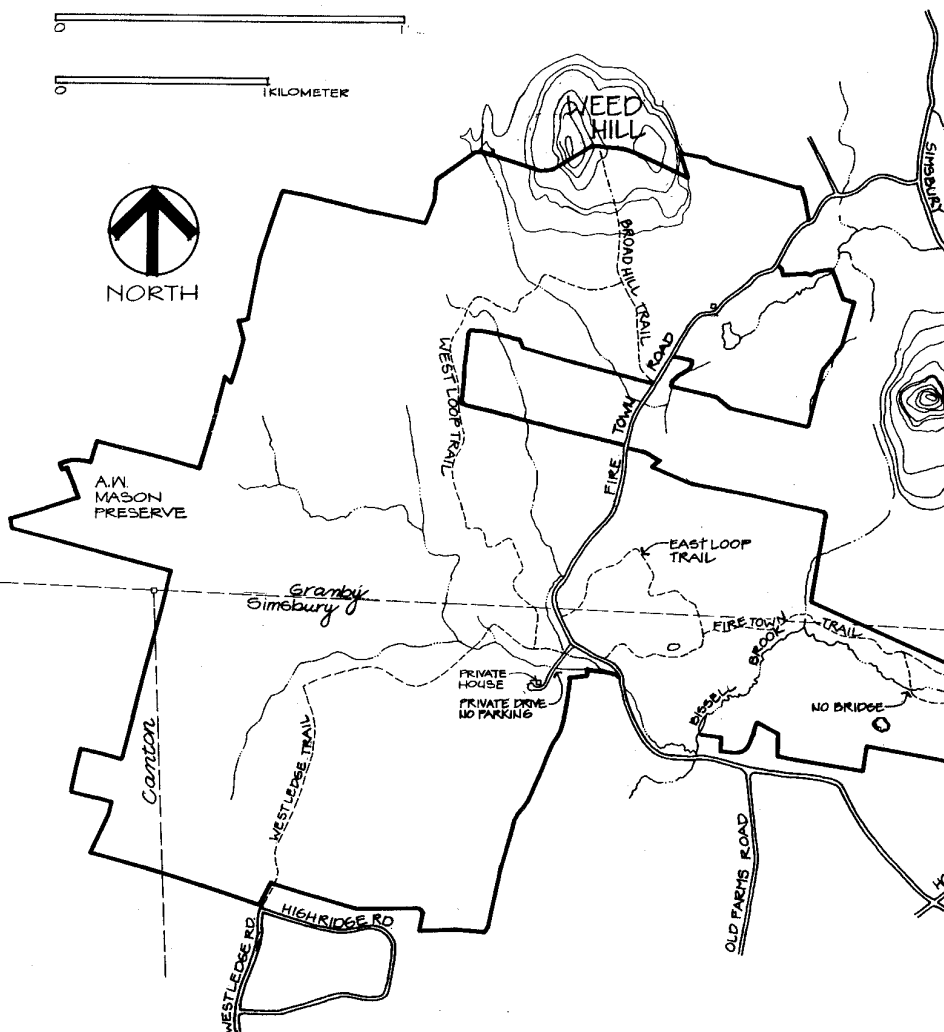 0 1
0 1 KILOMETER
WEED
HILL
SIMSBURY
NORTH
BROAD HILL TRAIL
WEST LOOP TRAIL
FIRE TOWN ROAD
A.W.
MASON
PRESERVE
EAST LOOP
TRAIL
Granby
Simsbury
FIRE TOWN TRAIL
BISSELL BROOK
PRIVATE
HOUSE
PRIVATE DRIVE
NO PARKING
NO BRIDGE
Canton
WESTLEDGE TRAIL
OLD FARMS ROAD
HIGHRIDGE RD
WESTLEDGE RD.